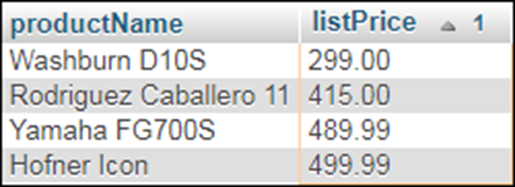 productName listPrice 1
Washburn D10S 299.00
Rodriguez Caballero 11 415.00
Yamaha FG700S 489.99
Hofner Icon 499.99